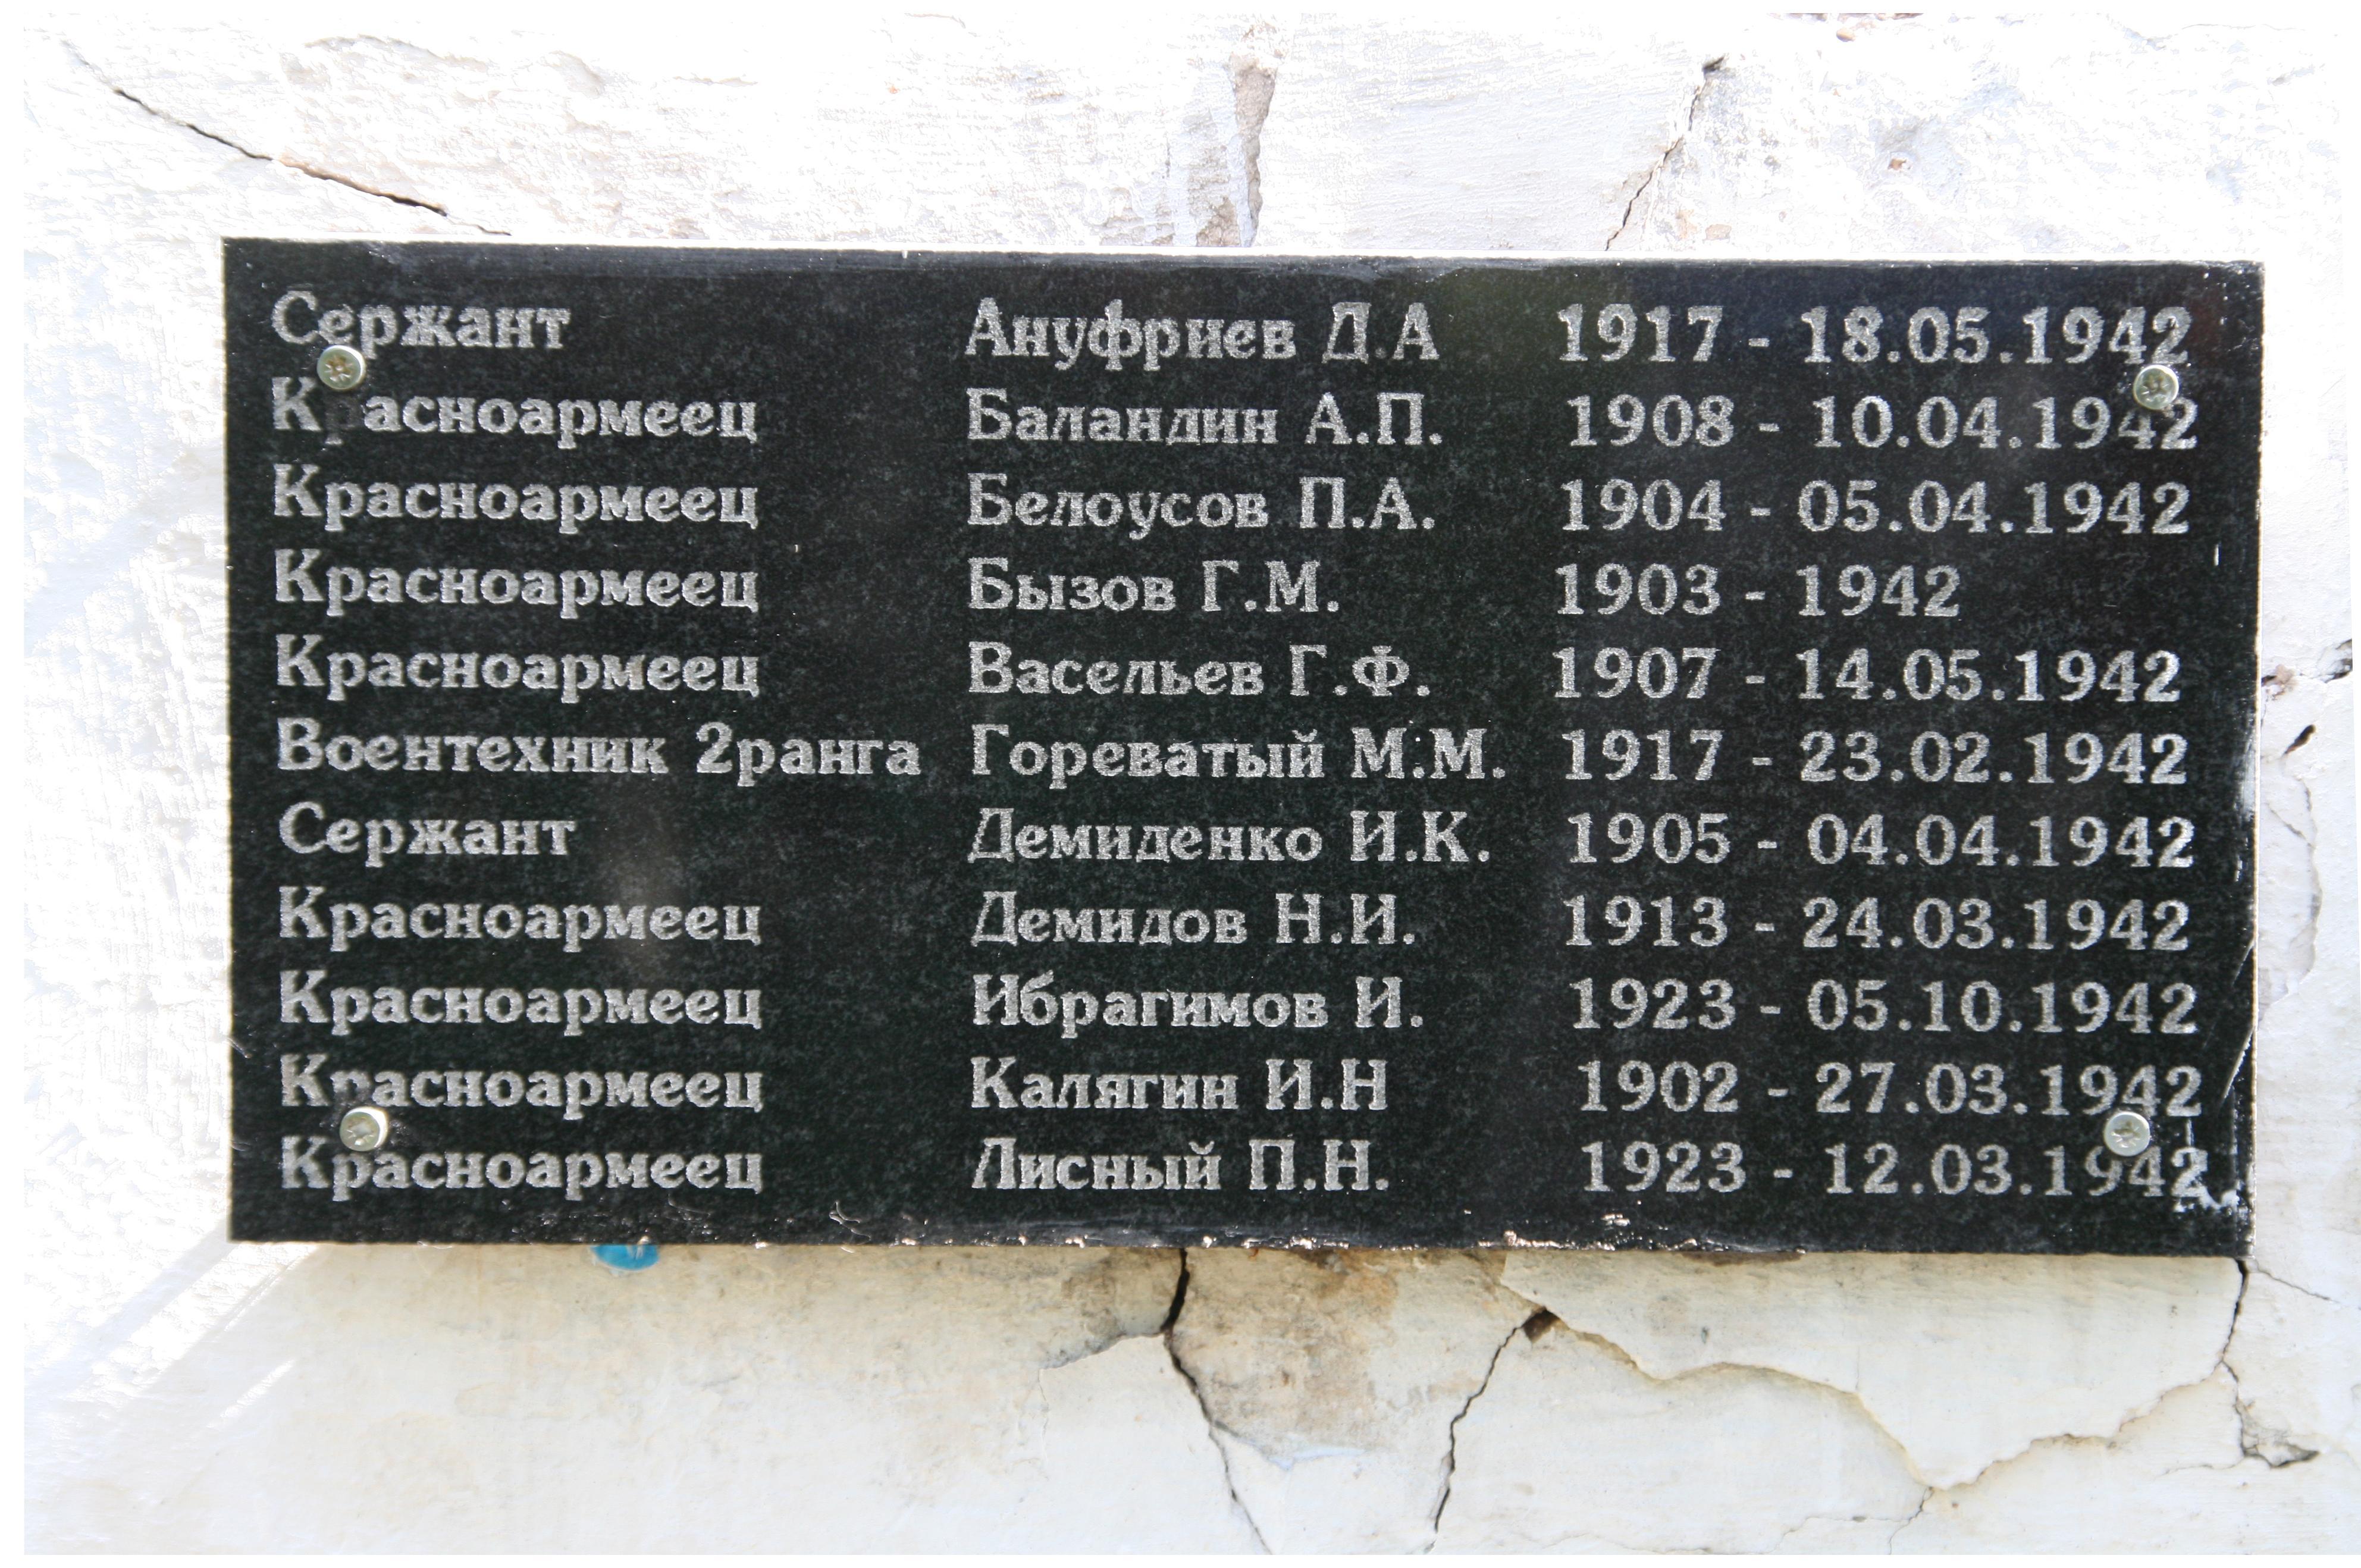 Сержант Ануфриев Д.А 1917 - 18.05.1942
Красноармеец Баландин А.П. 1908 - 10.04.1942
Красноармеец Белоусов П.А. 1904 - 05.04.1942
Красноармеец Бызов Г.М. 1903 - 1942
Красноармеец Васельев Г.Ф. 1907 - 14.05.1942
Воентехник 2ранга Гореватый М.М. 1917 - 23.02.1942
Сержант Демиденко И.К. 1905 - 04.04.1942
Красноармеец Демидов Н.И. 1913 - 24.03.1942
Красноармеец Ибрагимов И. 1923 - 05.10.1942
Красноармеец Калягин И.Н 1902 - 27.03.1942
Красноармеец Лисный П.Н. 1923 - 12.03.1942